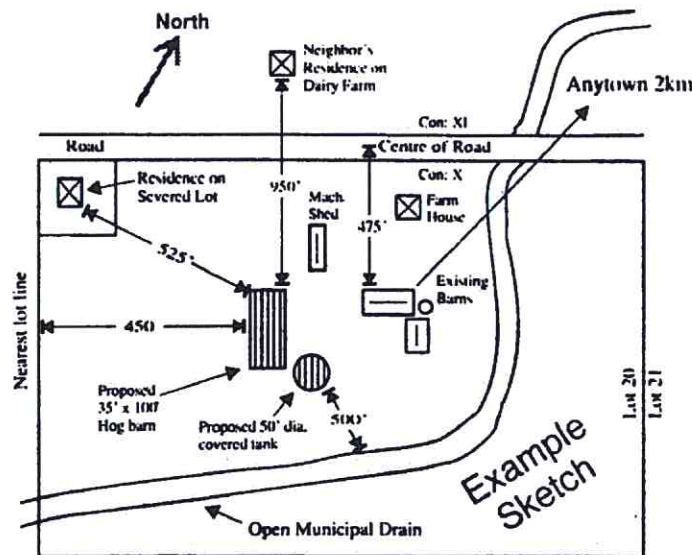 North
Neighbor's
Residence on
Dairy Farm
Anytown 2km
Con: XI
Road
Centre of Road
Con: X
Residence on
Severed Lot
950'
Mach.
Shed
475'
Farm
House
525'
Existing
Barns
Nearest lot line
450
Proposed
35' x 100'
Hog barn
Proposed 50' dia.
covered tank
500'
Lot 20
Lot 21
Example
Sketch
Open Municipal Drain